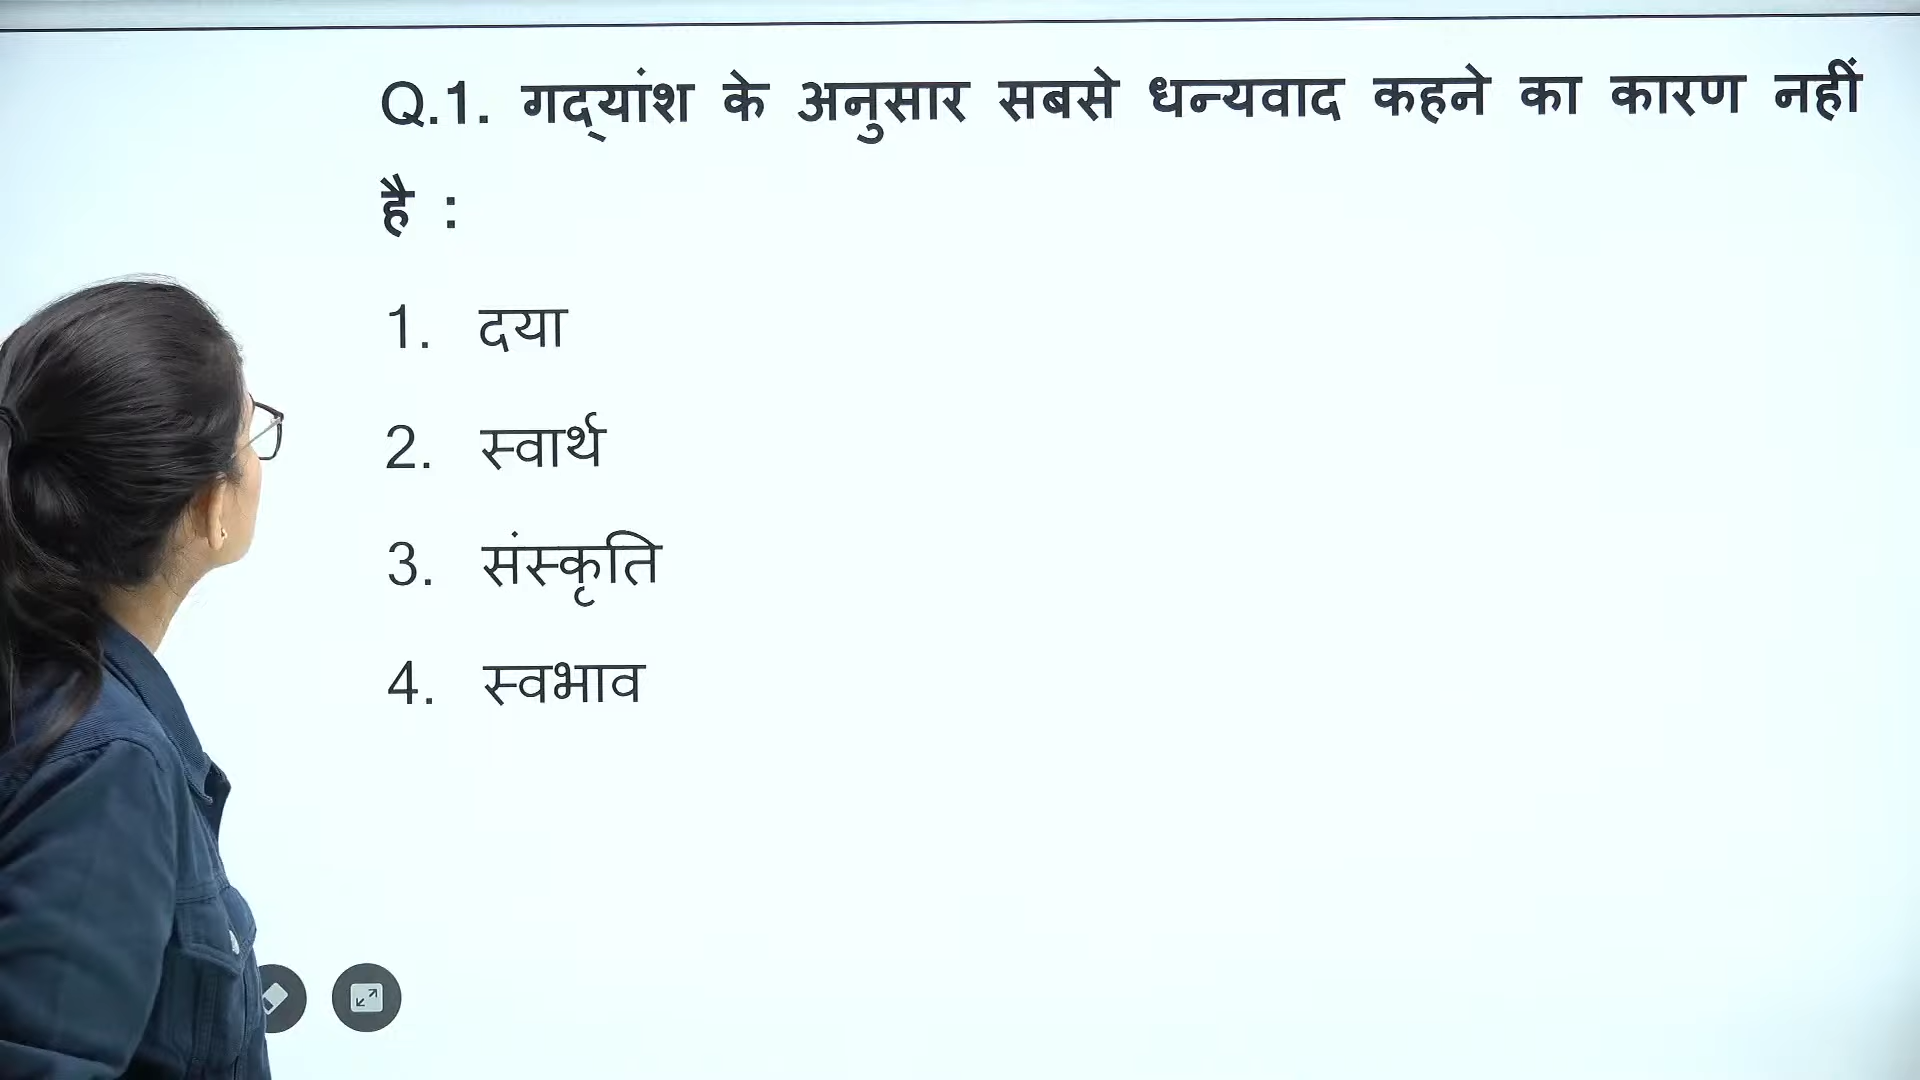 Q.1. गद्यांश के अनुसार सबसे धन्यवाद कहने का कारण नहीं
है :
1. दया
2. स्वार्थ
3. संस्कृति
4. स्वभाव